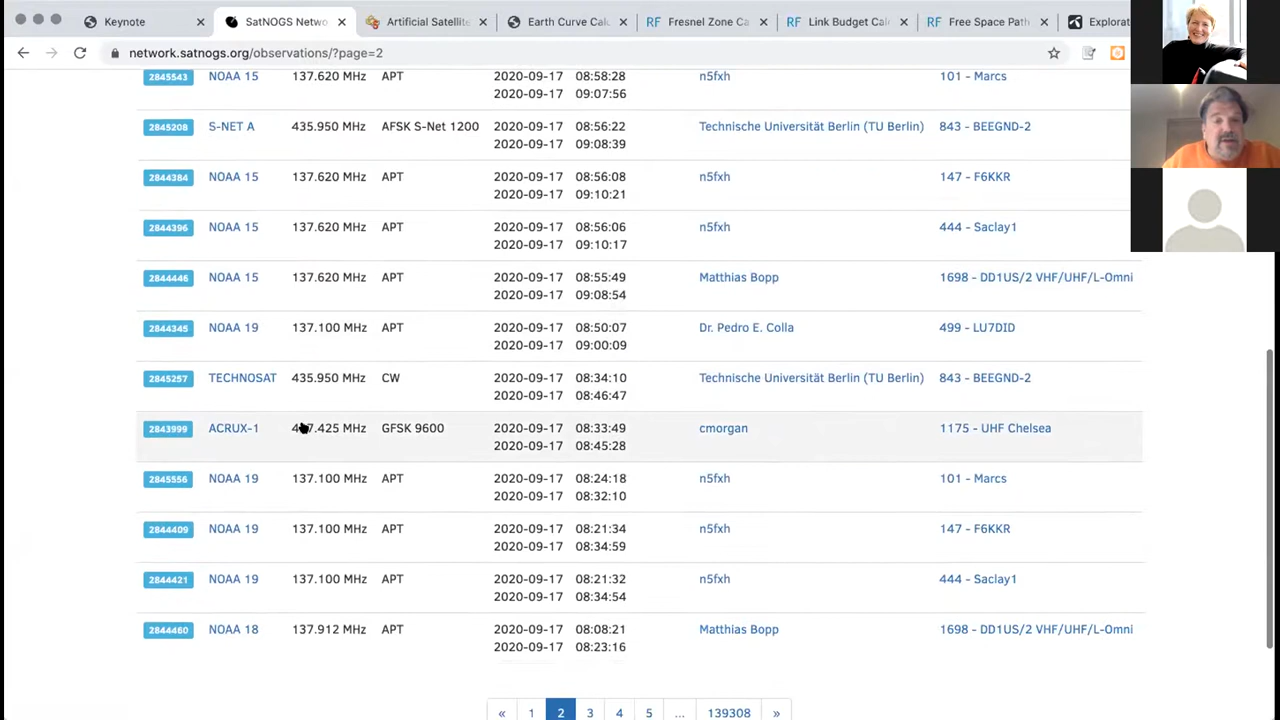 Keynote × SatNOGS Netwo × Artificial Satellite × Earth Curve Calc × RF Fresnel Zone Ca × RF Link Budget Cal × RF Free Space Path × Explorat
network.satnogs.org/observations/?page=2
2845543 NOAA 15 137.620 MHz APT 2020-09-17 08:58:28 n5fxh 101 - Marcs
2020-09-17 09:07:56
2845208 S-NET A 435.950 MHz AFSK S-Net 1200 2020-09-17 08:56:22 Technische Universität Berlin (TU Berlin) 843 - BEEGND-2
2020-09-17 09:08:39
2844384 NOAA 15 137.620 MHz APT 2020-09-17 08:56:08 n5fxh 147 - F6KKR
2020-09-17 09:10:21
2844396 NOAA 15 137.620 MHz APT 2020-09-17 08:56:06 n5fxh 444 - Saclay1
2020-09-17 09:10:17
2844446 NOAA 15 137.620 MHz APT 2020-09-17 08:55:49 Matthias Bopp 1698 - DD1US/2 VHF/UHF/L-Omni
2020-09-17 09:08:54
2844345 NOAA 19 137.100 MHz APT 2020-09-17 08:50:07 Dr. Pedro E. Colla 499 - LU7DID
2020-09-17 09:00:09
2845257 TECHNOSAT 435.950 MHz CW 2020-09-17 08:34:10 Technische Universität Berlin (TU Berlin) 843 - BEEGND-2
2020-09-17 08:46:47
2843999 ACRUX-1 MHz GFSK 9600 2020-09-17 08:33:49 cmorgan 1175 - UHF Chelsea
2020-09-17 08:45:28
2845556 NOAA 19 137.100 MHz APT 2020-09-17 08:24:18 n5fxh 101 - Marcs
2020-09-17 08:32:10
2844409 NOAA 19 137.100 MHz APT 2020-09-17 08:21:34 n5fxh 147 - F6KKR
2020-09-17 08:34:59
2844421 NOAA 19 137.100 MHz APT 2020-09-17 08:21:32 n5fxh 444 - Saclay1
2020-09-17 08:34:54
2844460 NOAA 18 137.912 MHz APT 2020-09-17 08:08:21 Matthias Bopp 1698 - DD1US/2 VHF/UHF/L-Omni
2020-09-17 08:23:16
« 1 2 3 4 5 ... 139308 »